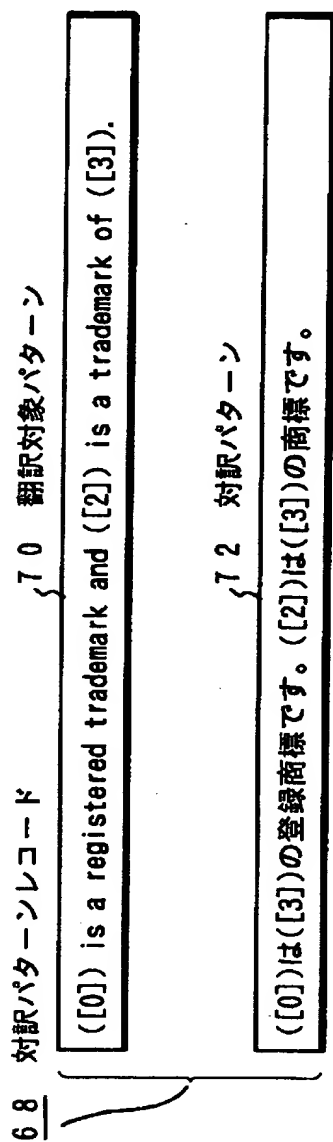 ６８ 対訳パターンレコード
７０ 翻訳対象パターン
([0]) is a registered trademark and ([2]) is a trademark of ([3]).
７２ 対訳パターン
([0])は([3])の登録商標です。([2])は([3])の商標です。